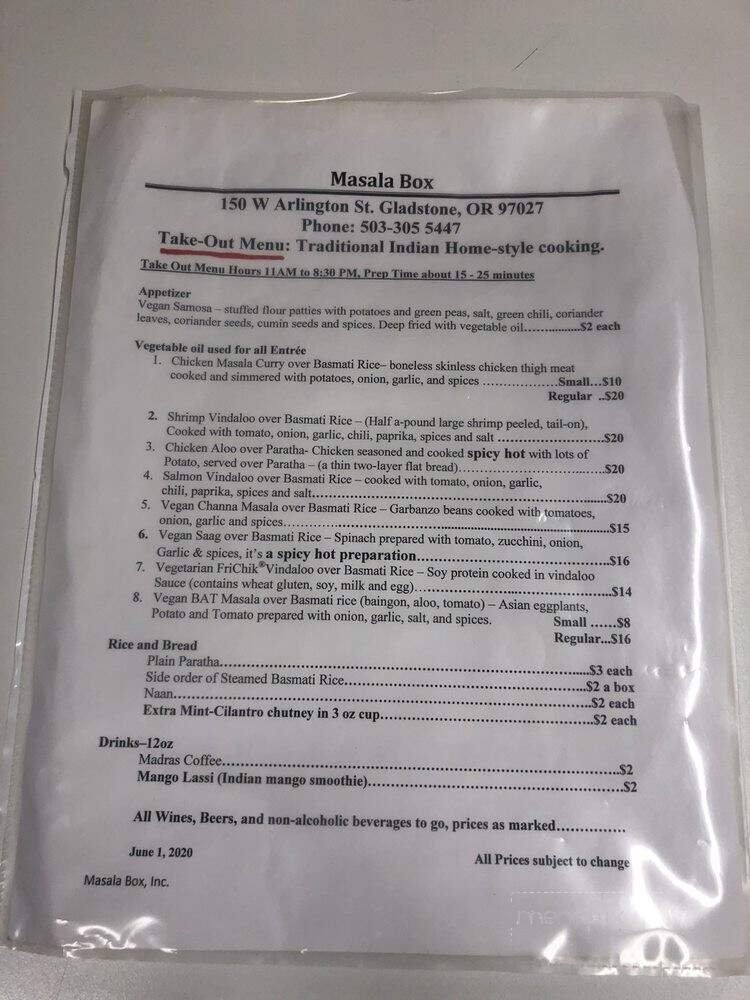 Masala Box
150 W Arlington St. Gladstone, OR 97027
Phone: 503-305 5447
Take-Out Menu: Traditional Indian Home-style cooking.
Take Out Menu Hours 11AM to 8:30 PM, Prep Time about 15 - 25 minutes
Appetizer
Vegan Samosa – stuffed flour patties with potatoes and green peas, salt, green chili, coriander
leaves, coriander seeds, cumin seeds and spices. Deep fried with vegetable oil...............$2 each
Vegetable oil used for all Entrée
1. Chicken Masala Curry over Basmati Rice– boneless skinless chicken thigh meat
cooked and simmered with potatoes, onion, garlic, and spices ..................Small...$10
Regular ..$20
2. Shrimp Vindaloo over Basmati Rice – (Half a-pound large shrimp peeled, tail-on),
Cooked with tomato, onion, garlic, chili, paprika, spices and salt .........................$20
3. Chicken Aloo over Paratha- Chicken seasoned and cooked spicy hot with lots of
Potato, served over Paratha – (a thin two-layer flat bread)...................................$20
4. Salmon Vindaloo over Basmati Rice – cooked with tomato, onion, garlic,
chili, paprika, spices and salt.......................................................................$20
5. Vegan Channa Masala over Basmati Rice – Garbanzo beans cooked with tomatoes,
onion, garlic and spices..............................................................................$15
6. Vegan Saag over Basmati Rice – Spinach prepared with tomato, zucchini, onion,
Garlic & spices, it's a spicy hot preparation..............................................$16
7. Vegetarian FriChik®Vindaloo over Basmati Rice – Soy protein cooked in vindaloo
Sauce (contains wheat gluten, soy, milk and egg)..............................................$14
8. Vegan BAT Masala over Basmati rice (baingon, aloo, tomato) – Asian eggplants,
Potato and Tomato prepared with onion, garlic, salt, and spices. Small ......$8
Regular...$16
Rice and Bread
Plain Paratha...........................................................................................$3 each
Side order of Steamed Basmati Rice...........................................................$2 a box
Naan......................................................................................................$2 each
Extra Mint-Cilantro chutney in 3 oz cup....................................................$2 each
Drinks–12oz
Madras Coffee.............................................................................................$2
Mango Lassi (Indian mango smoothie)...........................................................$2
All Wines, Beers, and non-alcoholic beverages to go, prices as marked...............
June 1, 2020
All Prices subject to change
Masala Box, Inc.